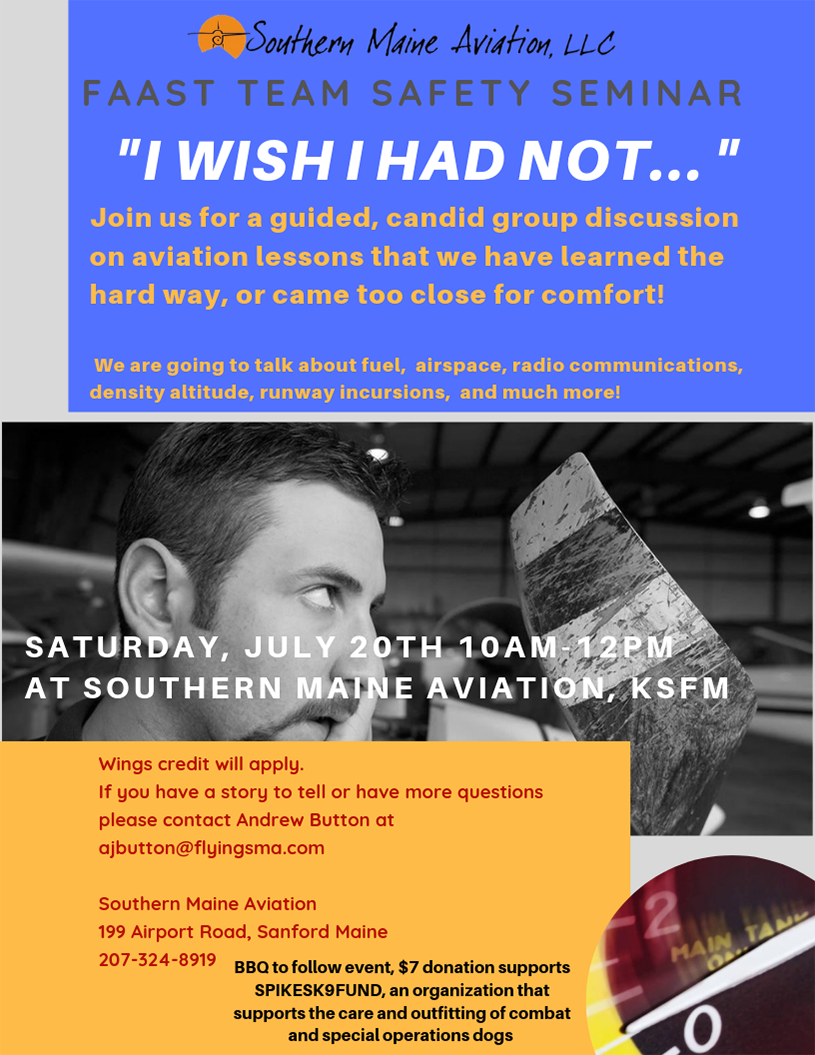 Southern Maine Aviation, LLC
FAAST TEAM SAFETY SEMINAR
"I WISH I HAD NOT... "
Join us for a guided, candid group discussion
on aviation lessons that we have learned the
hard way, or came too close for comfort!
We are going to talk about fuel, airspace, radio communications,
density altitude, runway incursions, and much more!
SATURDAY, JULY 20TH 10AM-12PM
AT SOUTHERN MAINE AVIATION, KSFM
Wings credit will apply.
If you have a story to tell or have more questions
please contact Andrew Button at
ajbutton@flyingsma.com
Southern Maine Aviation
199 Airport Road, Sanford Maine
207-324-8919
BBQ to follow event, $7 donation supports
SPIKESK9FUND, an organization that
supports the care and outfitting of combat
and special operations dogs
2
MAIN TANK
0